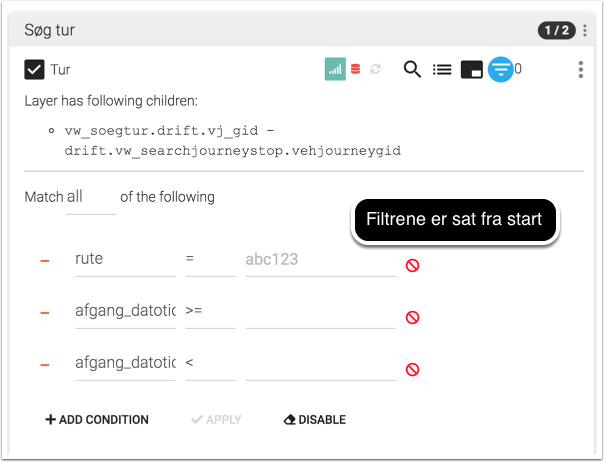 Søg tur
1 / 2
Tur
0
Layer has following children:
vw_soegtur.drift.vj_gid -
drift.vw_searchjourneystop.vehjourneygid
Match all of the following
Filtrene er sat fra start
rute = abc123
afgang_datotic >=
afgang_datotic <
ADD CONDITION APPLY DISABLE